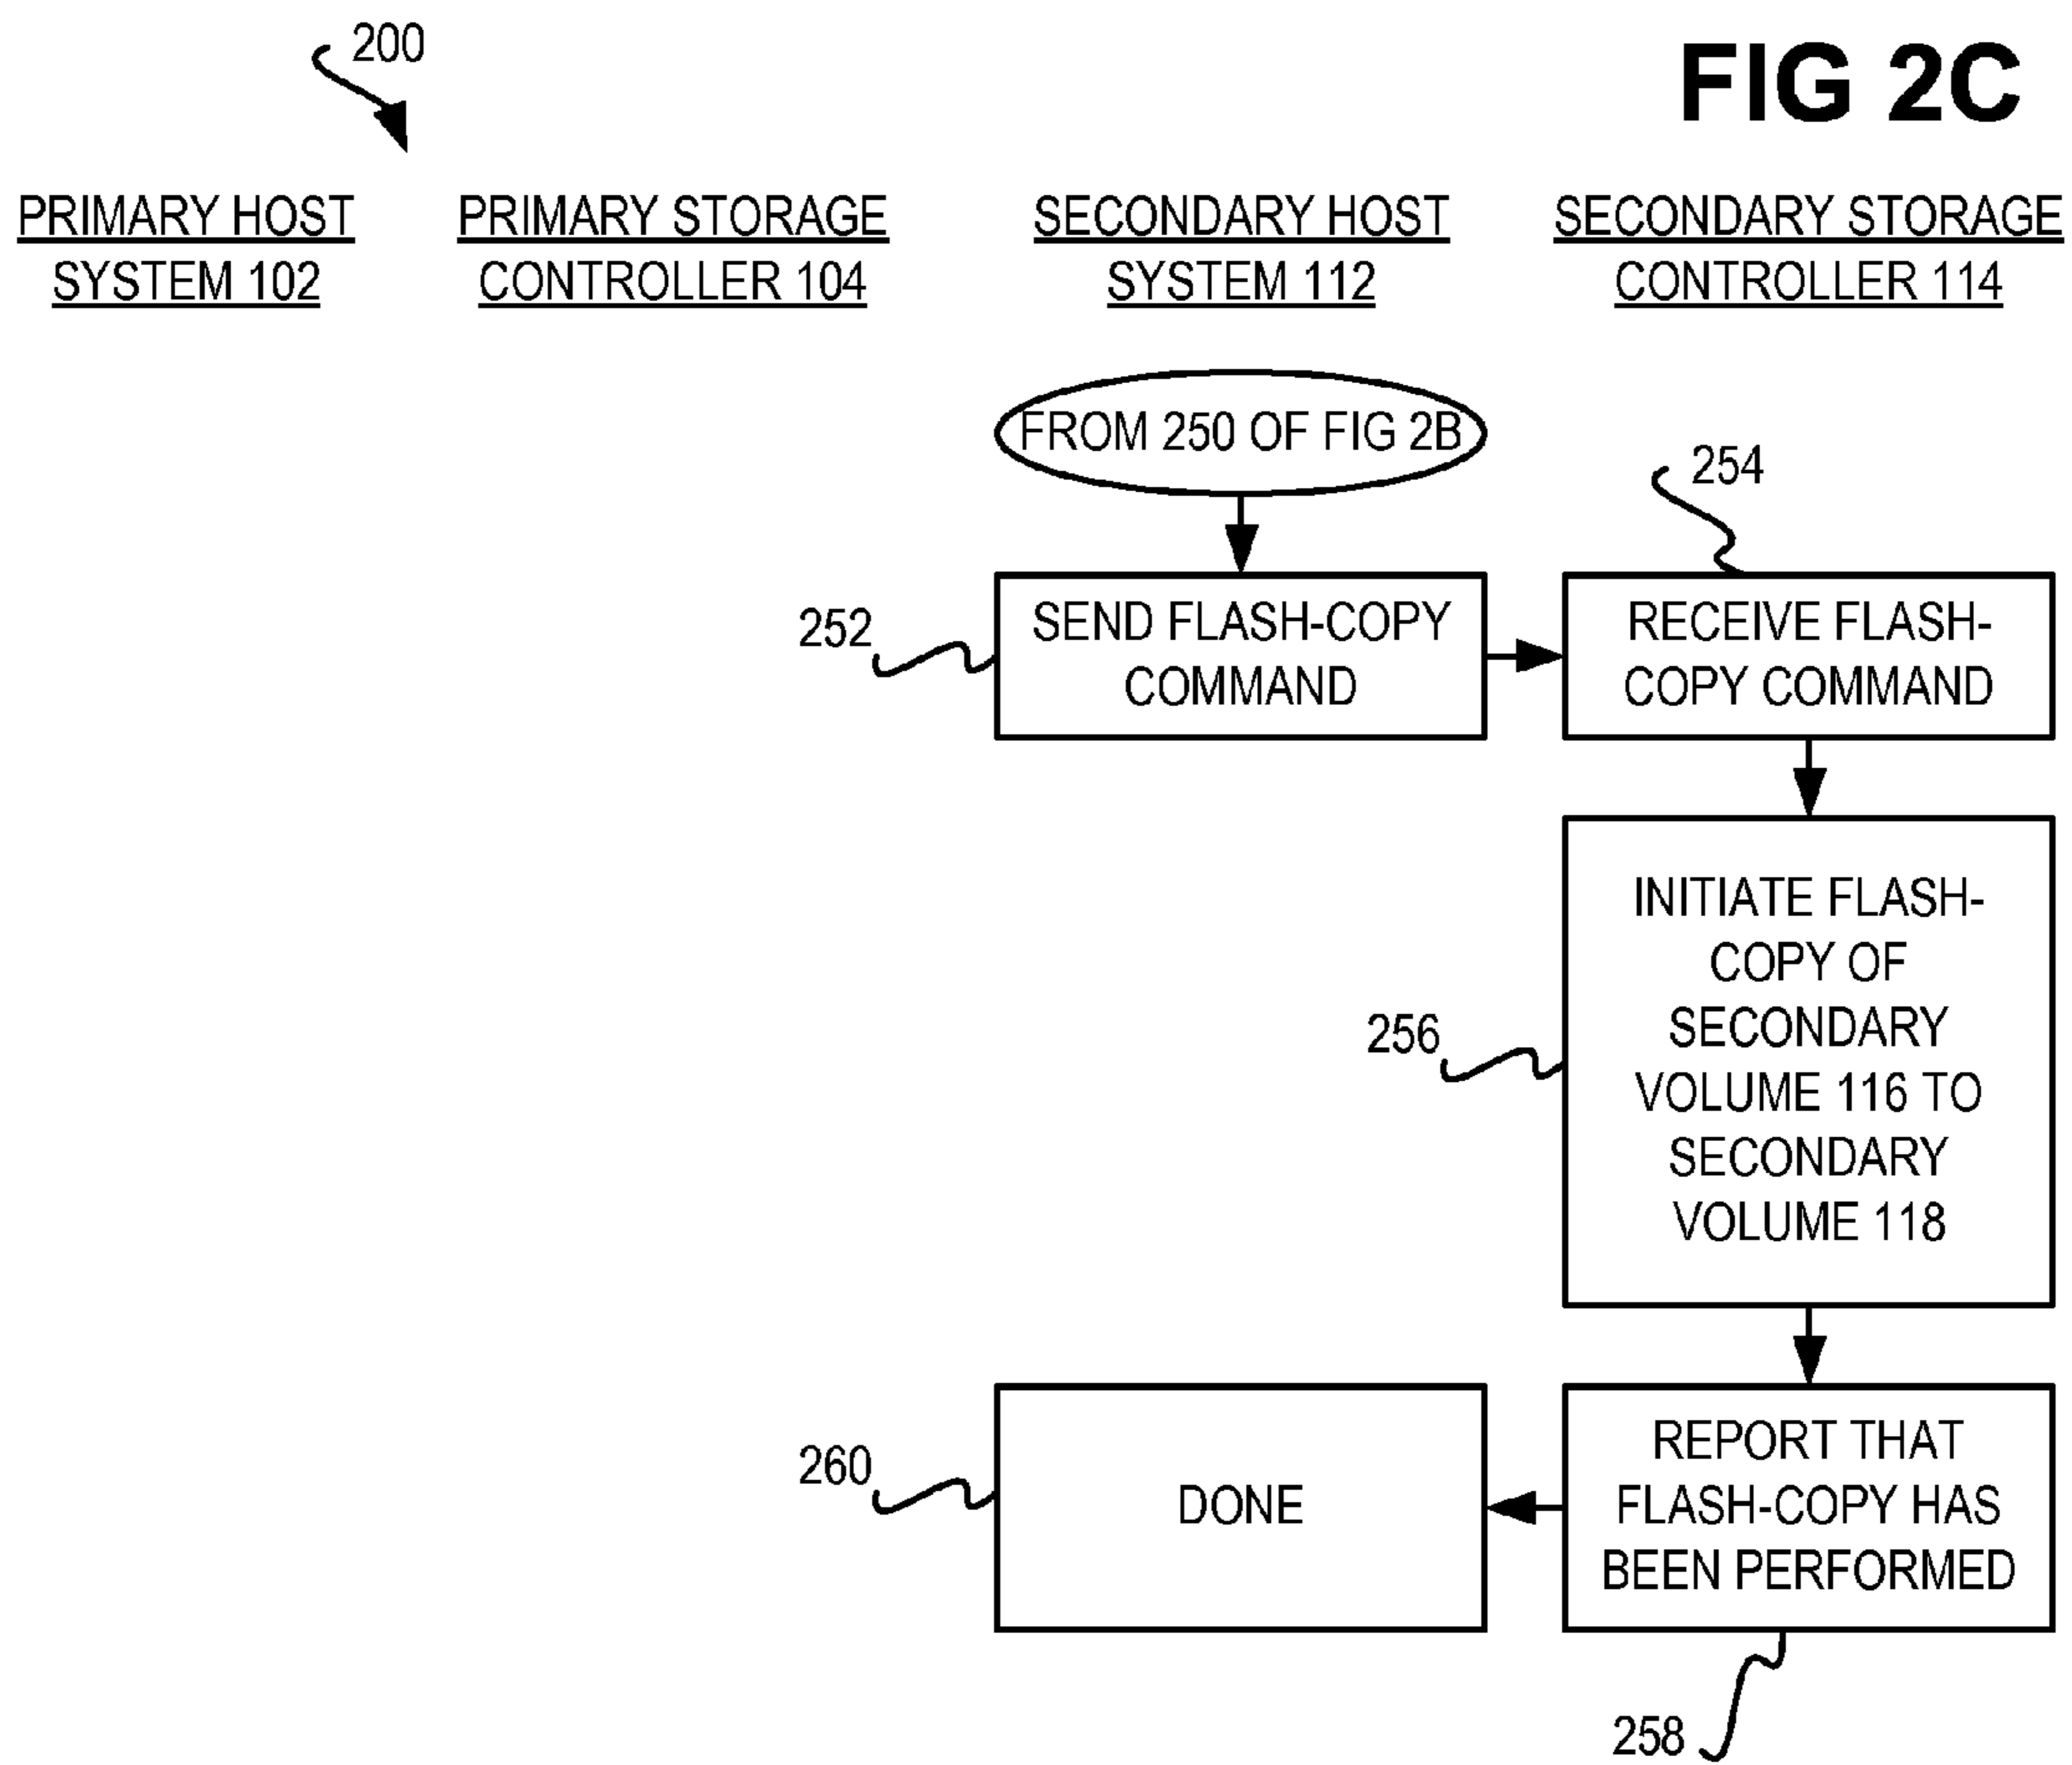 200
FIG 2C
PRIMARY HOST
SYSTEM 102
PRIMARY STORAGE
CONTROLLER 104
SECONDARY HOST
SYSTEM 112
SECONDARY STORAGE
CONTROLLER 114
FROM 250 OF FIG 2B
252
SEND FLASH-COPY
COMMAND
254
RECEIVE FLASH-
COPY COMMAND
256
INITIATE FLASH-
COPY OF
SECONDARY
VOLUME 116 TO
SECONDARY
VOLUME 118
REPORT THAT
FLASH-COPY HAS
BEEN PERFORMED
258
260
DONE